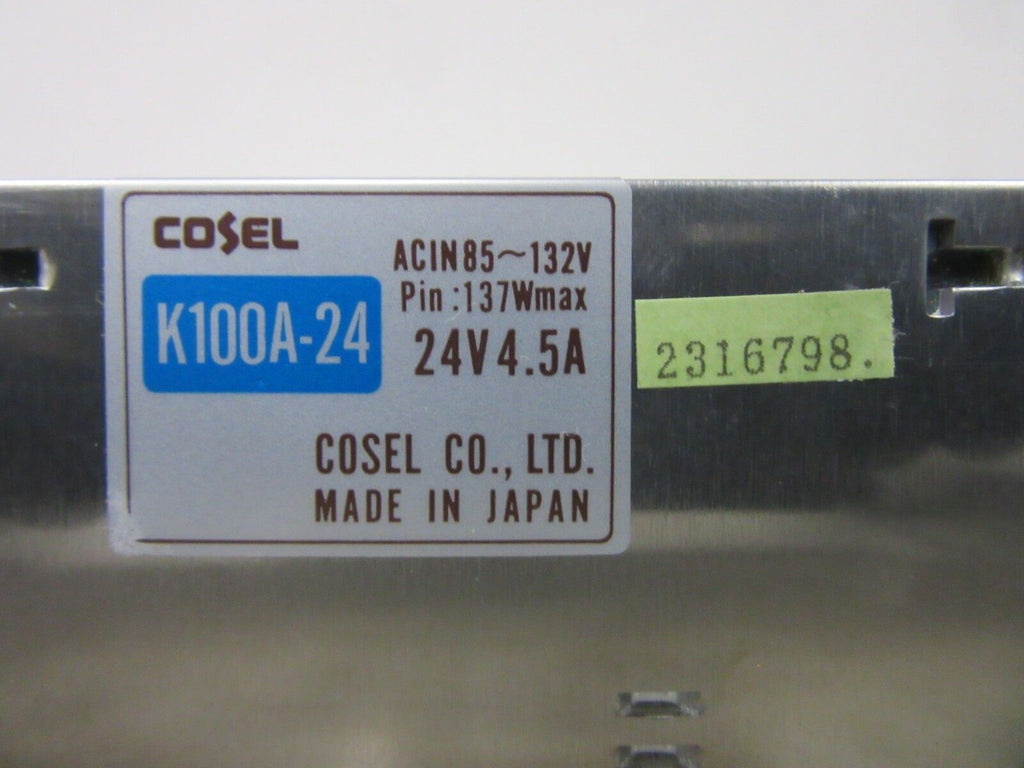 COSEL
K100A-24
ACIN85~132V
Pin:137Wmax
24V4.5A
COSEL CO., LTD.
MADE IN JAPAN
2316798.